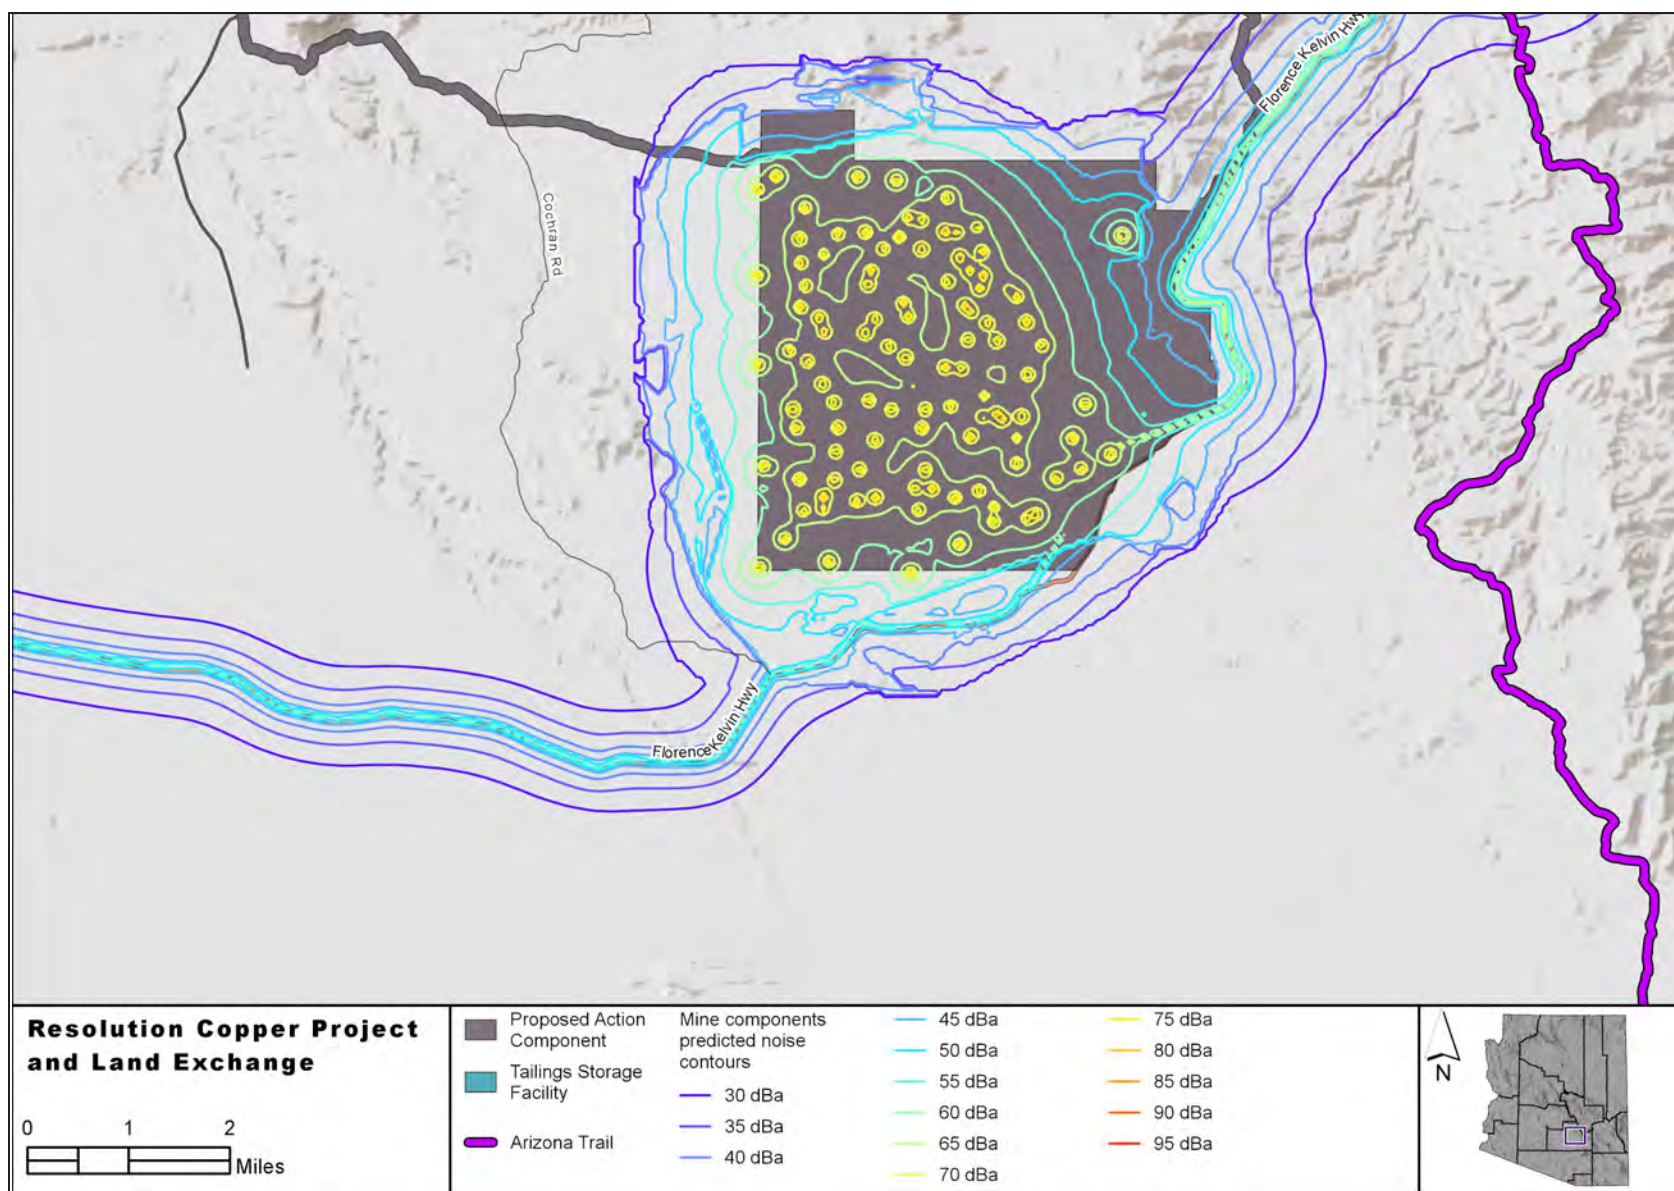 Florence Kelvin Hwy
Cochran Rd
Florence Kelvin Hwy
Resolution Copper Project
and Land Exchange
0 1 2
Miles
Proposed Action
Component
Tailings Storage
Facility
Arizona Trail
Mine components
predicted noise
contours
30 dBa
35 dBa
40 dBa
45 dBa
50 dBa
55 dBa
60 dBa
65 dBa
70 dBa
75 dBa
80 dBa
85 dBa
90 dBa
95 dBa
N